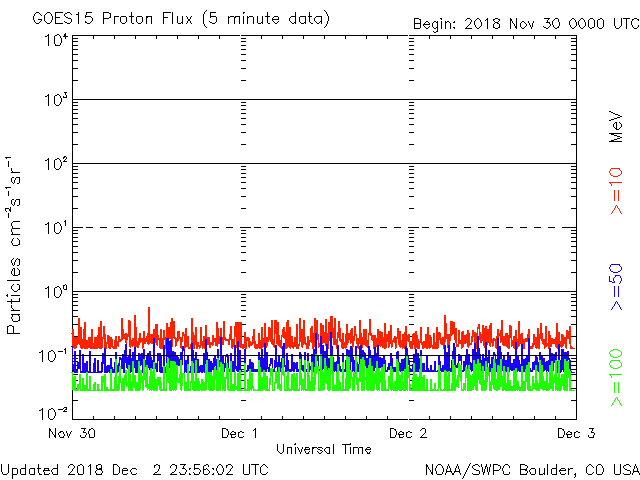 GOES15 Proton Flux (5 minute data)
Begin: 2018 Nov 30 0000 UTC
10⁴
10³
10²
10¹
10⁰
10⁻¹
10⁻²
Particles cm⁻²s⁻¹sr⁻¹
MeV
>=10
>=50
>=100
Nov 30
Dec 1
Dec 2
Dec 3
Universal Time
Updated 2018 Dec 2 23:56:02 UTC
NOAA/SWPC Boulder, CO USA